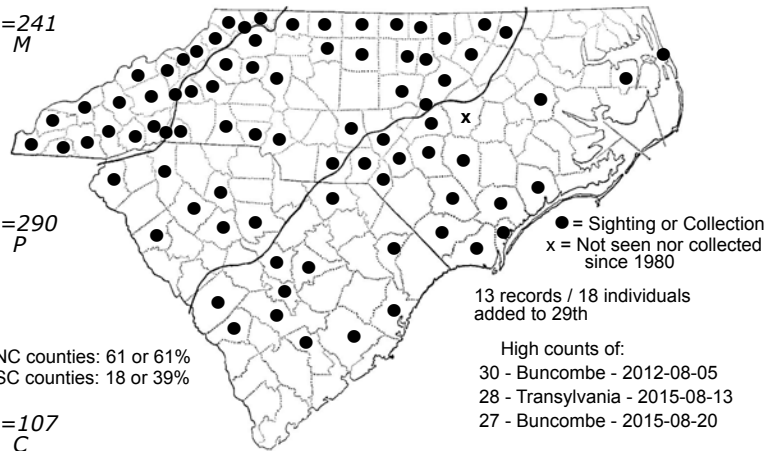 =241
M
x
=290
P
● = Sighting or Collection
x = Not seen nor collected
since 1980
13 records / 18 individuals
added to 29th
NC counties: 61 or 61%
SC counties: 18 or 39%
High counts of:
30 - Buncombe - 2012-08-05
28 - Transylvania - 2015-08-13
27 - Buncombe - 2015-08-20
=107
C